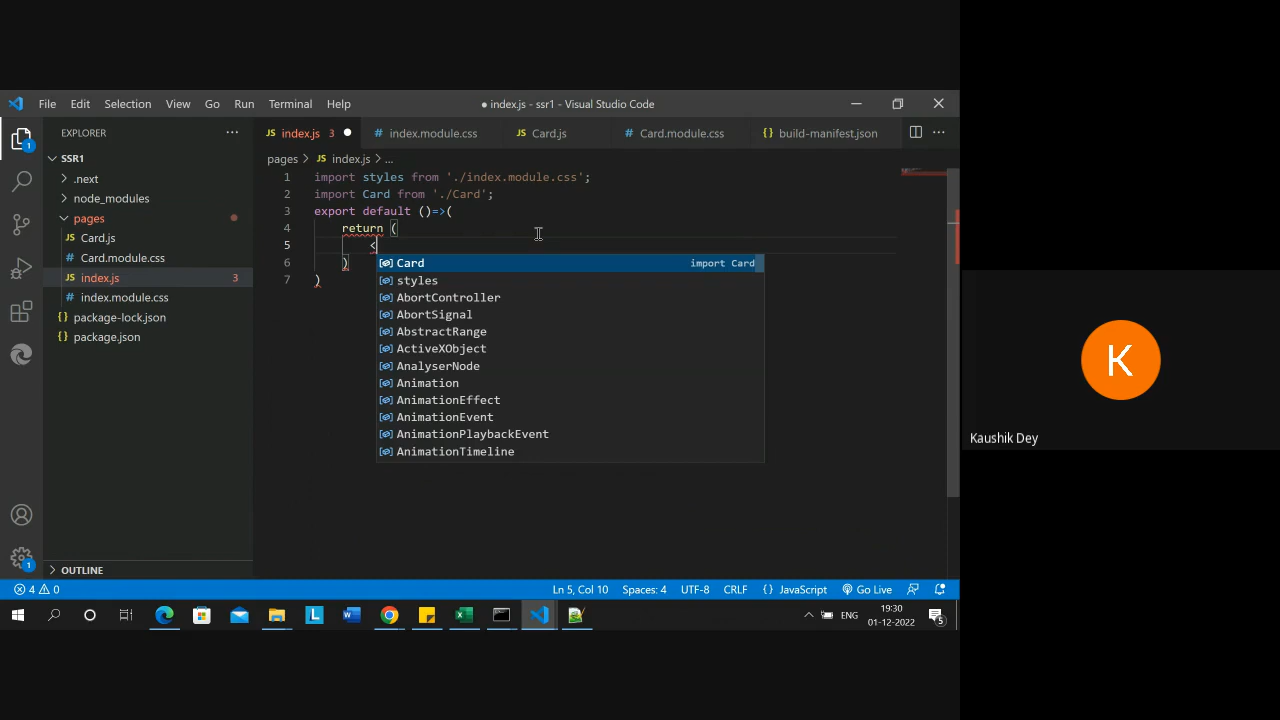 File Edit Selection View Go Run Terminal Help
● index.js - ssr1 - Visual Studio Code
EXPLORER
SSR1
.next
node_modules
pages
Card.js
Card.module.css
index.js 3
index.module.css
package-lock.json
package.json
OUTLINE
index.js 3
index.module.css
Card.js
Card.module.css
build-manifest.json
pages > JS index.js > ...
1 import styles from './index.module.css';
2 import Card from './Card';
3 export default ()=>(
4 return (
5 <
6 )
7 )
Card import Card
styles
AbortController
AbortSignal
AbstractRange
ActiveXObject
AnalyserNode
Animation
AnimationEffect
AnimationEvent
AnimationPlaybackEvent
AnimationTimeline
1
1
4 0
Ln 5, Col 10 Spaces: 4 UTF-8 CRLF {} JavaScript Go Live
ENG
19:30
01-12-2022
5
K
Kaushik Dey